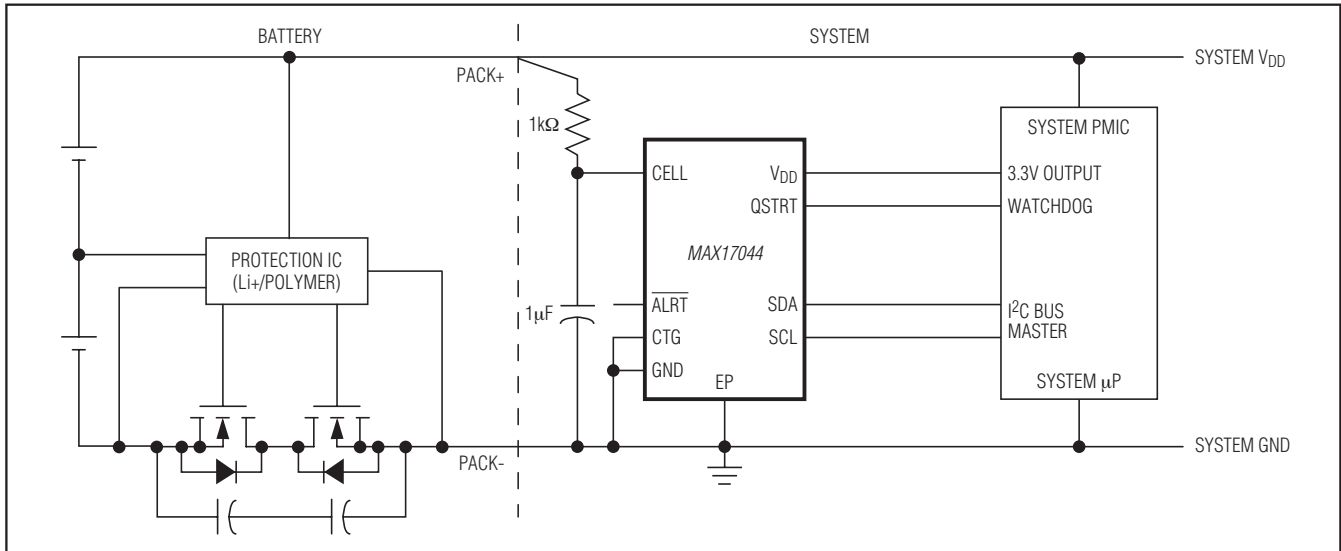 BATTERY
SYSTEM
SYSTEM VDD
PACK+
1kΩ
SYSTEM PMIC
CELL
VDD
3.3V OUTPUT
QSTRT
WATCHDOG
PROTECTION IC
(Li+/POLYMER)
MAX17044
1μF
ALRT
SDA
I2C BUS
MASTER
CTG
SCL
GND
EP
SYSTEM μP
PACK-
SYSTEM GND